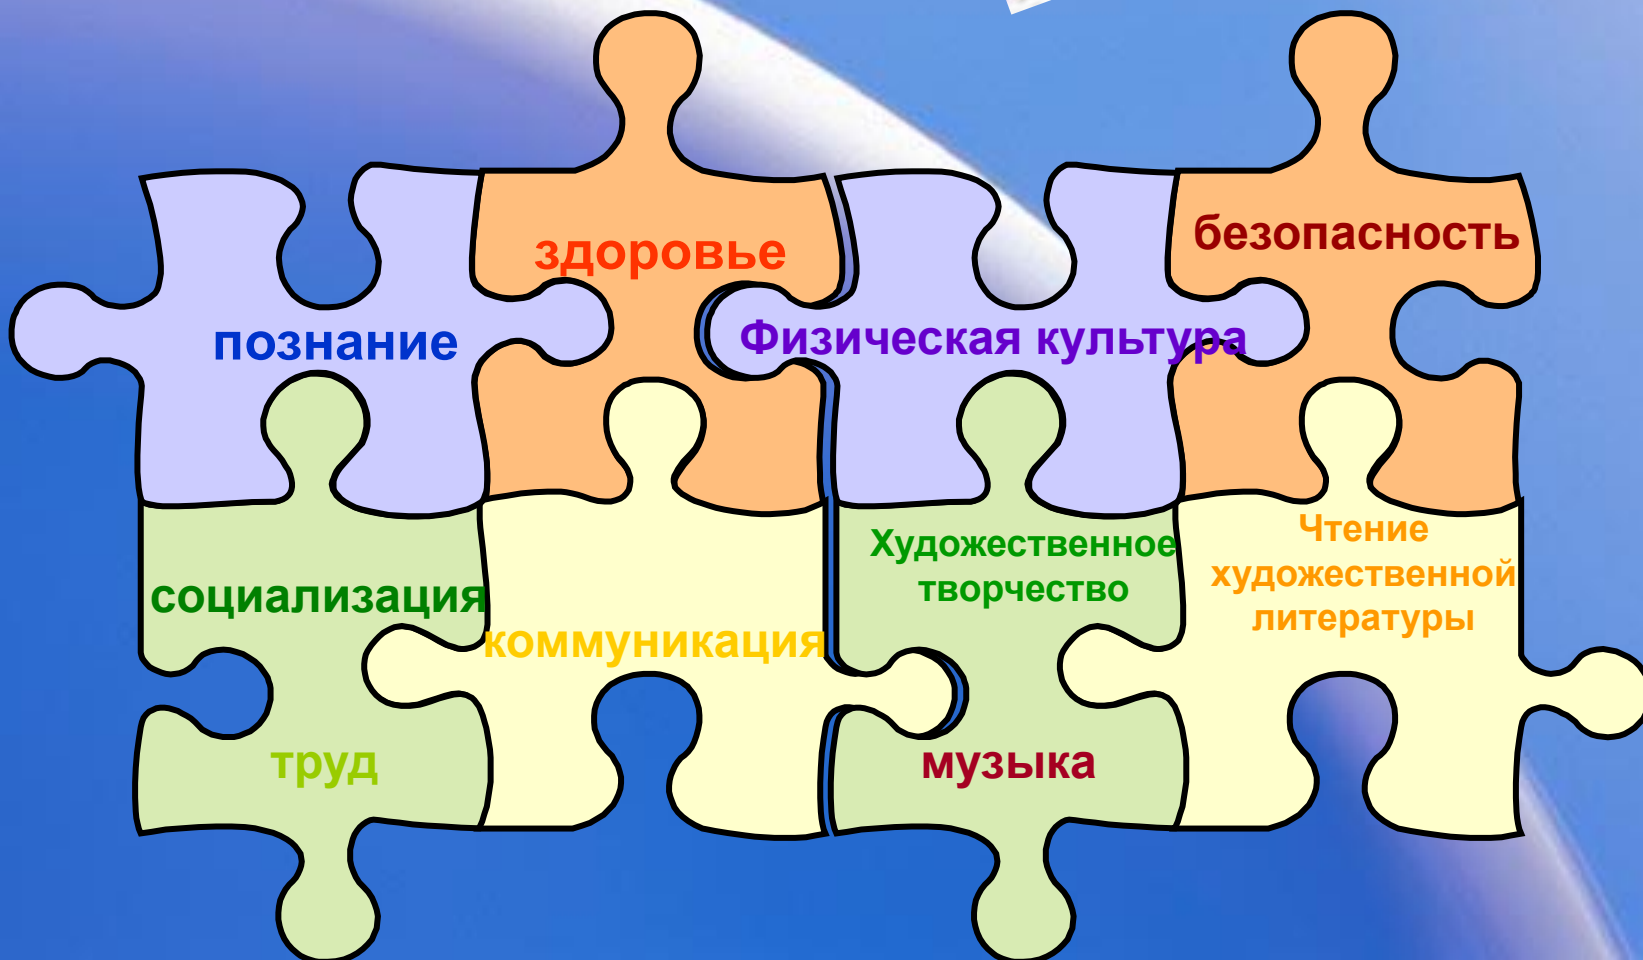 здоровье
безопасность
познание
Физическая культура
Художественное
творчество
Чтение
художественной
литературы
социализация
коммуникация
труд
музыка